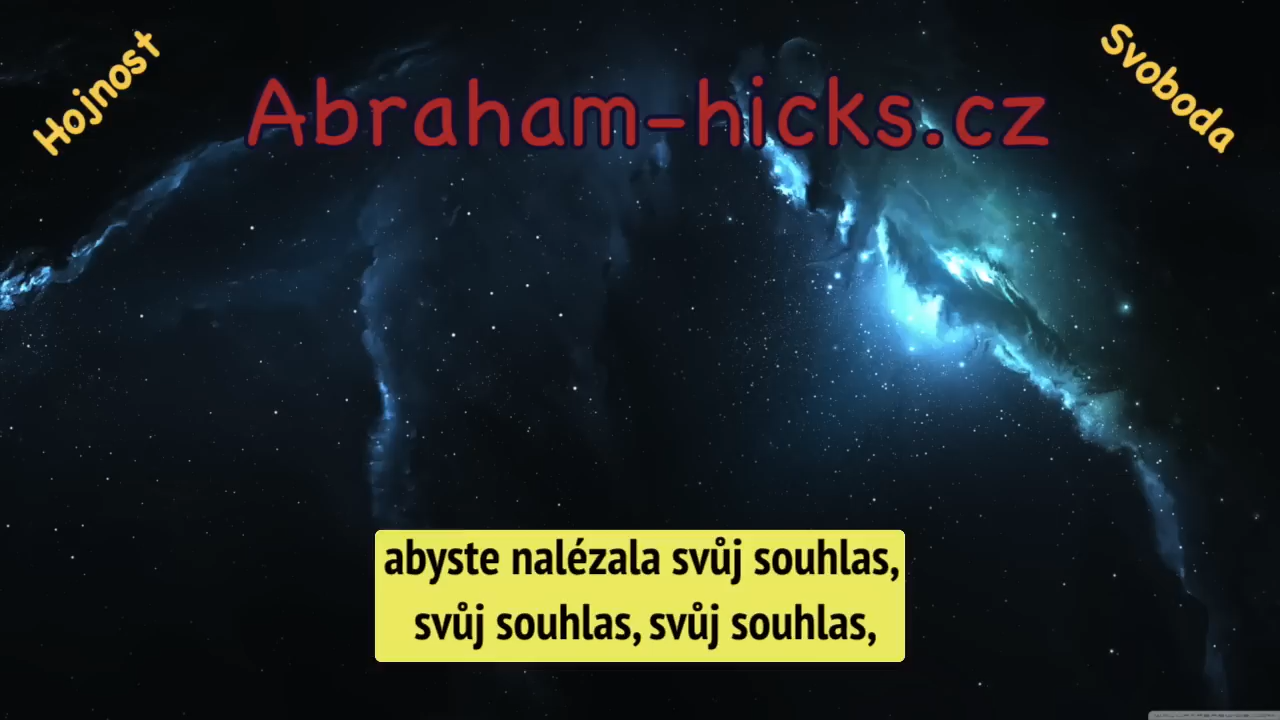 Hojnost
Svoboda
Abraham-hicks.cz
abyste nalézala svůj souhlas,
svůj souhlas, svůj souhlas,